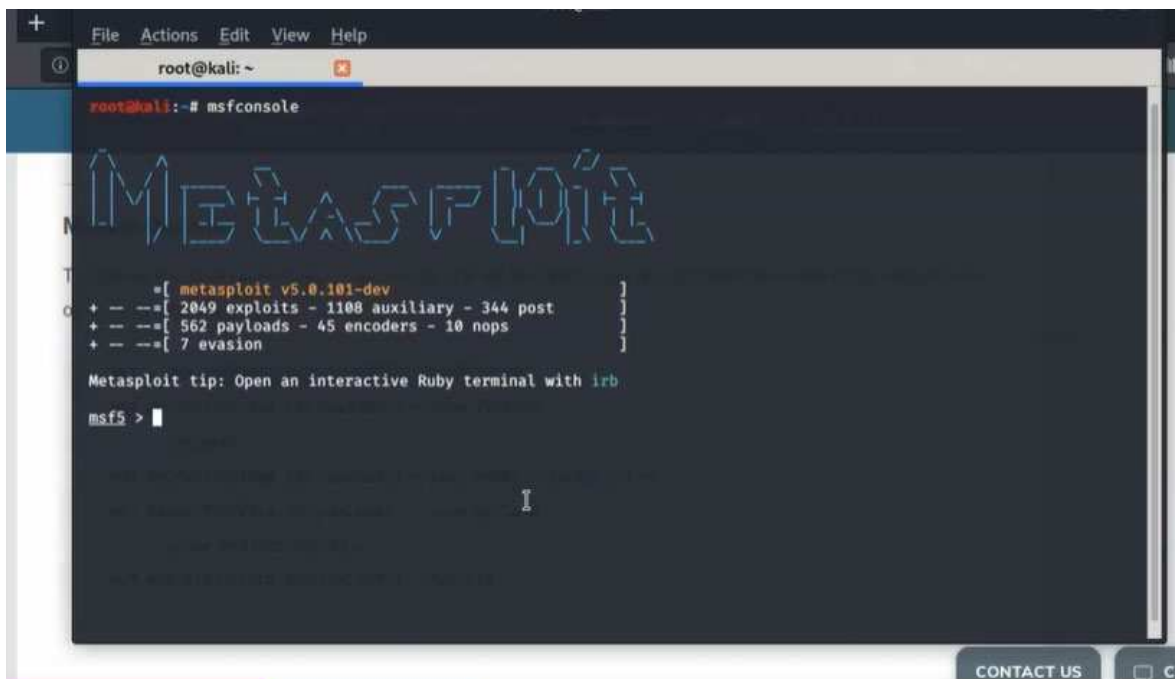 File Actions Edit View Help
root@kali: ~
root@kali:~# msfconsole
METASPLOIT
=[ metasploit v5.0.101-dev ]
+ -- --=[ 2049 exploits - 1108 auxiliary - 344 post ]
+ -- --=[ 562 payloads - 45 encoders - 10 nops ]
+ -- --=[ 7 evasion ]
Metasploit tip: Open an interactive Ruby terminal with irb
msf5 >
CONTACT US